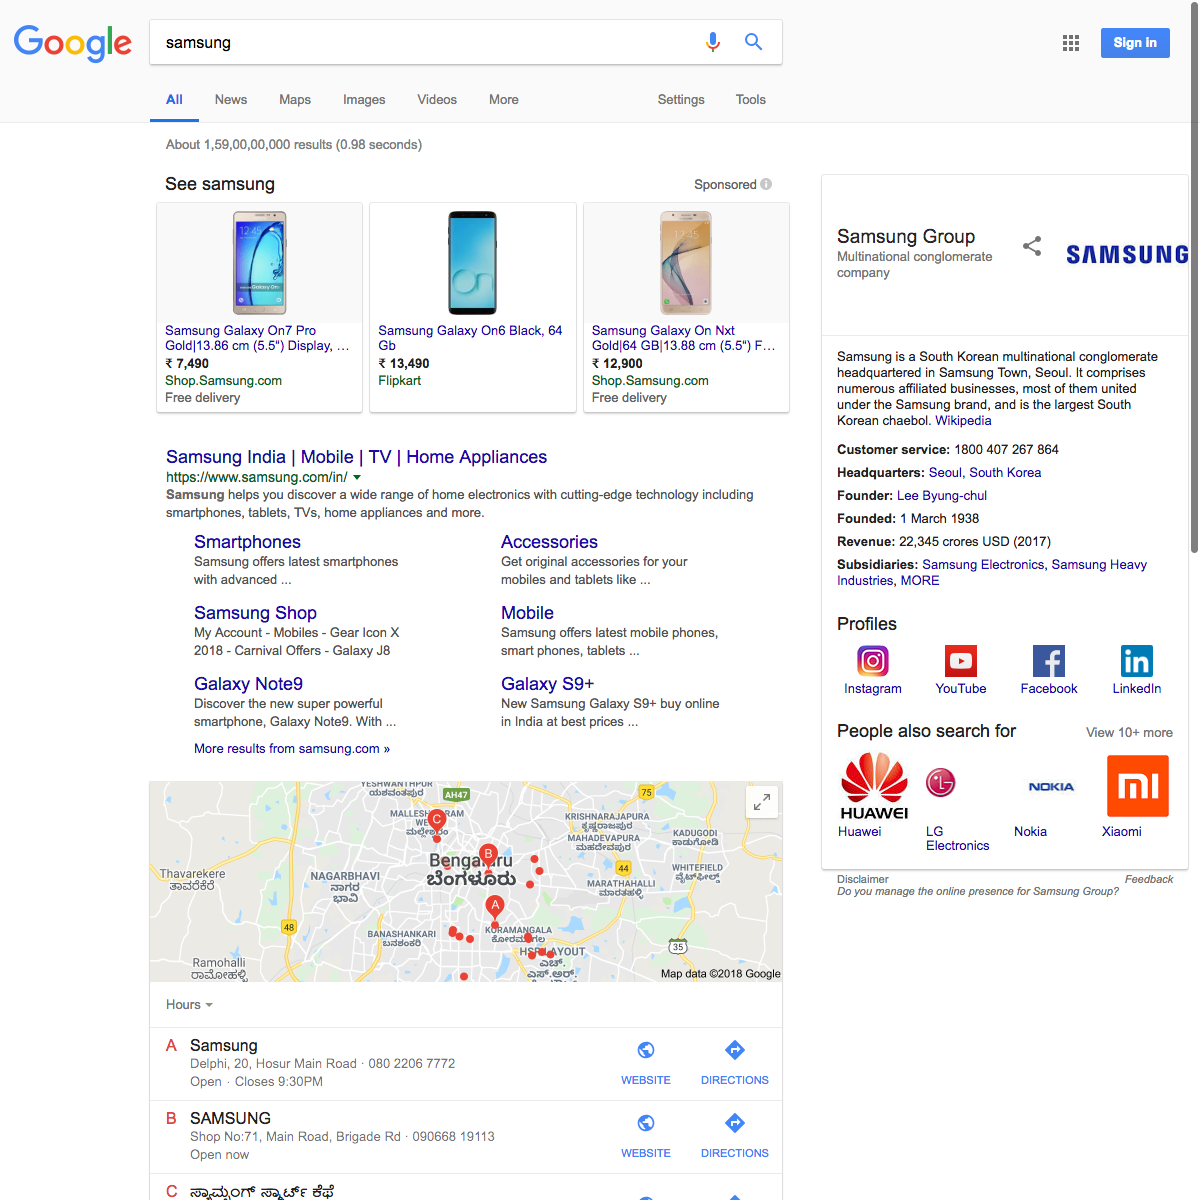 Google
samsung
Sign in
All
News
Maps
Images
Videos
More
Settings
Tools
About 1,59,00,00,000 results (0.98 seconds)
See samsung
Sponsored
Samsung Galaxy On7 Pro
Gold|13.86 cm (5.5") Display, ...
₹ 7,490
Shop.Samsung.com
Free delivery
Samsung Galaxy On6 Black, 64
Gb
₹ 13,490
Flipkart
Samsung Galaxy On Nxt
Gold|64 GB|13.88 cm (5.5") F...
₹ 12,900
Shop.Samsung.com
Free delivery
Samsung India | Mobile | TV | Home Appliances
https://www.samsung.com/in/
Samsung helps you discover a wide range of home electronics with cutting-edge technology including
smartphones, tablets, TVs, home appliances and more.
Smartphones
Samsung offers latest smartphones
with advanced ...
Accessories
Get original accessories for your
mobiles and tablets like ...
Samsung Shop
My Account - Mobiles - Gear Icon X
2018 - Carnival Offers - Galaxy J8
Mobile
Samsung offers latest mobile phones,
smart phones, tablets ...
Galaxy Note9
Discover the new super powerful
smartphone, Galaxy Note9. With ...
Galaxy S9+
New Samsung Galaxy S9+ buy online
in India at best prices ...
More results from samsung.com »
YESHWANTHPUR
ಯಶವಂತಪುರ
AH47
75
C
KRISHNARAJAPURA
ಕೃಷ್ಣರಾಜಪುರ
MAHADEVAPURA
ಮಹದೇವಪುರ
KADUGODI
ಕಾಡುಗೋಡಿ
B
ಬೆಂಗಳೂರು
Thavarekere
ತಾವರೆಕೆರೆ
NAGARBHAVI
ನಾಗರ
ಭಾವಿ
44
WHITEFIELD
ವೈಟ್‌ಫೀಲ್ಡ್
MARATHAHALLI
ಮಾರತಹಳ್ಳಿ
A
48
BANASHANKARI
ಬನಶಂಕರಿ
KORAMANGALA
35
Ramohalli
ರಾಮೋಹಳ್ಳಿ
ಎಚ್.
ಎಸ್.ಆರ್.
Map data ©2018 Google
Hours
A
Samsung
Delphi, 20, Hosur Main Road · 080 2206 7772
Open · Closes 9:30PM
WEBSITE
DIRECTIONS
B
SAMSUNG
Shop No:71, Main Road, Brigade Rd · 090668 19113
Open now
WEBSITE
DIRECTIONS
C
ಸ್ಯಾಮ್ಸಂಗ್ ಸ್ಮಾರ್ಟ್ ಕೆಫೆ
Samsung Group
Multinational conglomerate
company
SAMSUNG
Samsung is a South Korean multinational conglomerate
headquartered in Samsung Town, Seoul. It comprises
numerous affiliated businesses, most of them united
under the Samsung brand, and is the largest South
Korean chaebol. Wikipedia
Customer service: 1800 407 267 864
Headquarters: Seoul, South Korea
Founder: Lee Byung-chul
Founded: 1 March 1938
Revenue: 22,345 crores USD (2017)
Subsidiaries: Samsung Electronics, Samsung Heavy
Industries, MORE
Profiles
Instagram
YouTube
Facebook
LinkedIn
People also search for
View 10+ more
HUAWEI
NOKIA
Huawei
LG
Electronics
Nokia
Xiaomi
Disclaimer
Feedback
Do you manage the online presence for Samsung Group?